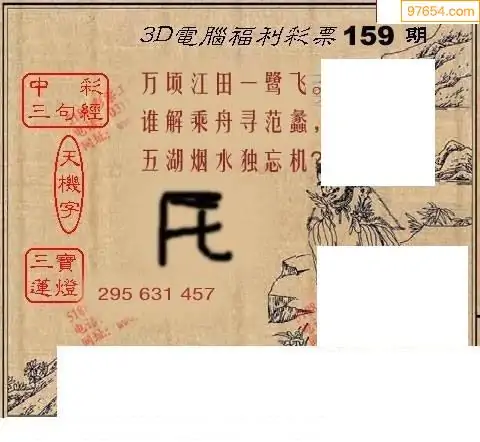 97654.com
3D電腦福利彩票159期
中彩
三句經
万顷江田一鹭飞。
谁解乘舟寻范蠡，
五湖烟水独忘机?
天機字
三寶
蓮燈
295 631 457